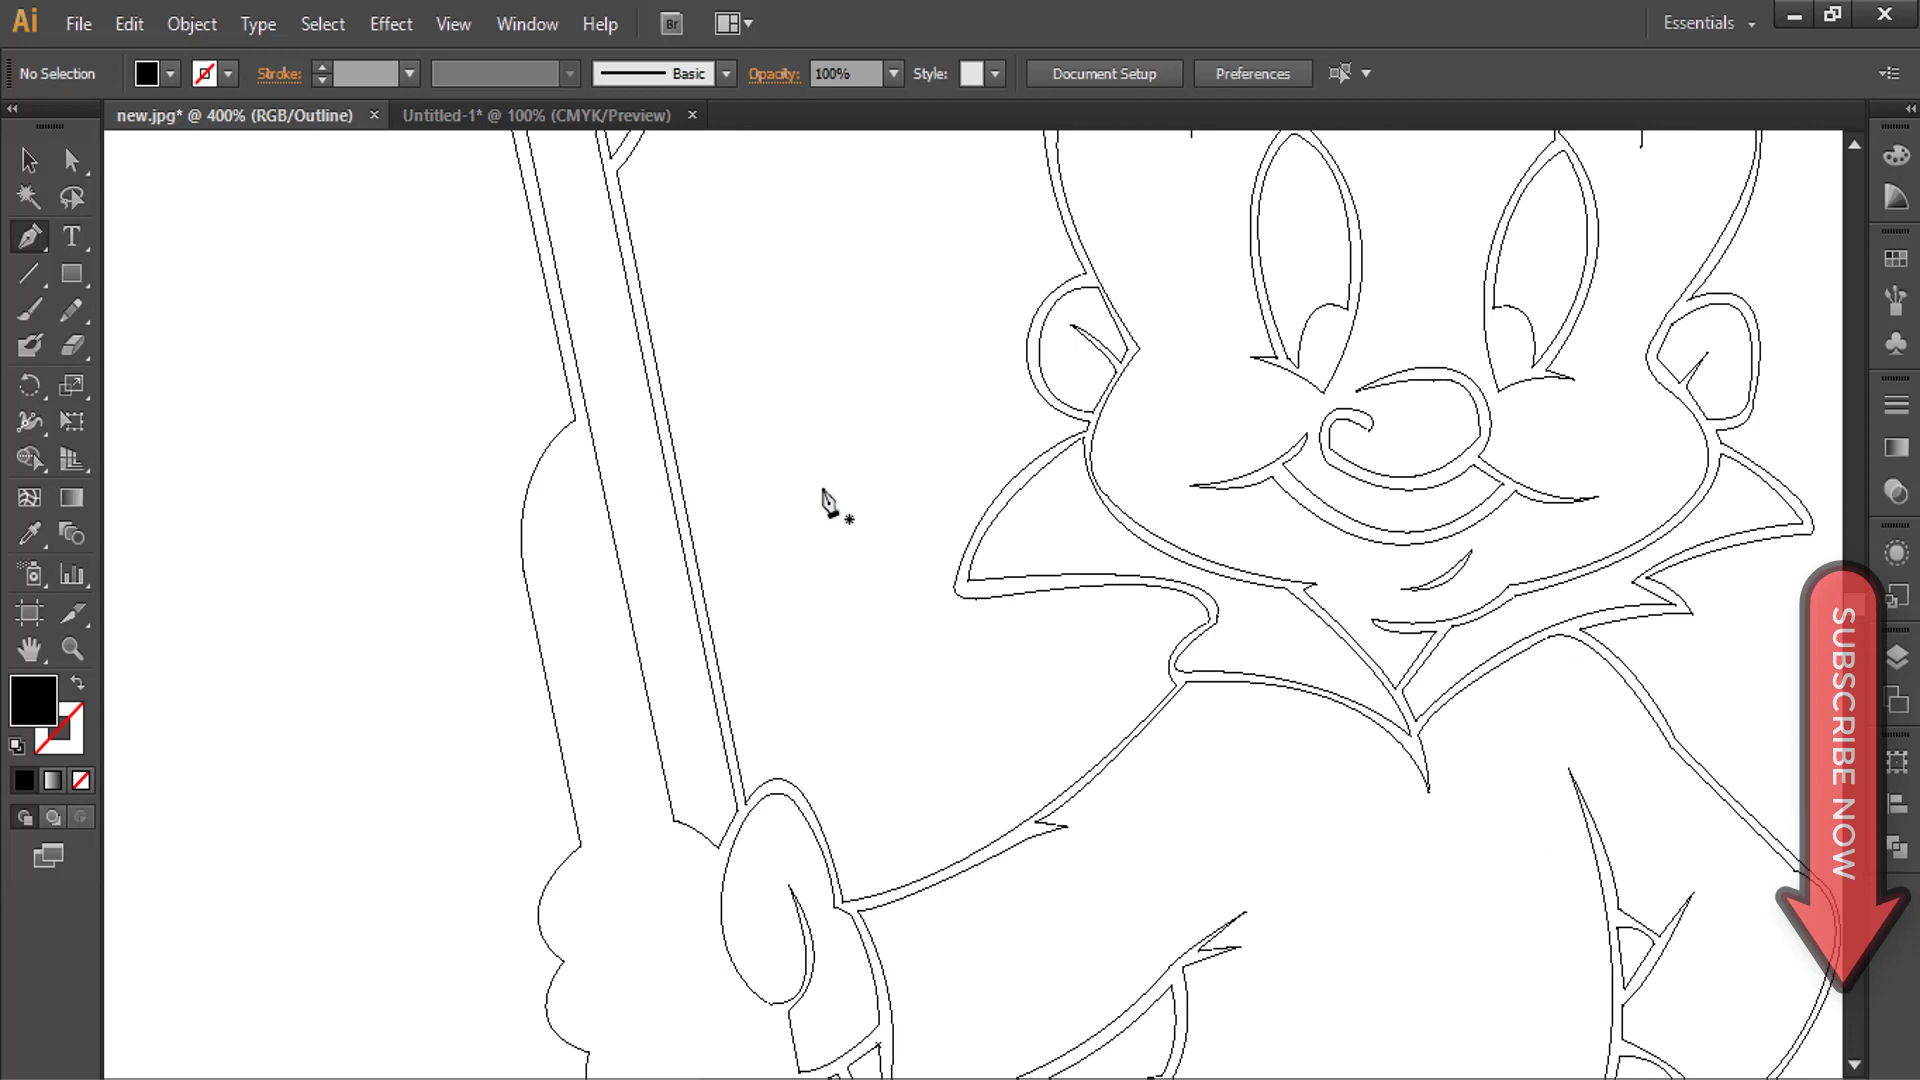 Ai File Edit Object Type Select Effect View Window Help Br Essentials
No Selection Stroke: Basic Opacity: 100% Style: Document Setup Preferences
new.jpg* @ 400% (RGB/Outline) × Untitled-1* @ 100% (CMYK/Preview) ×
T
SUBSCRIBE NOW